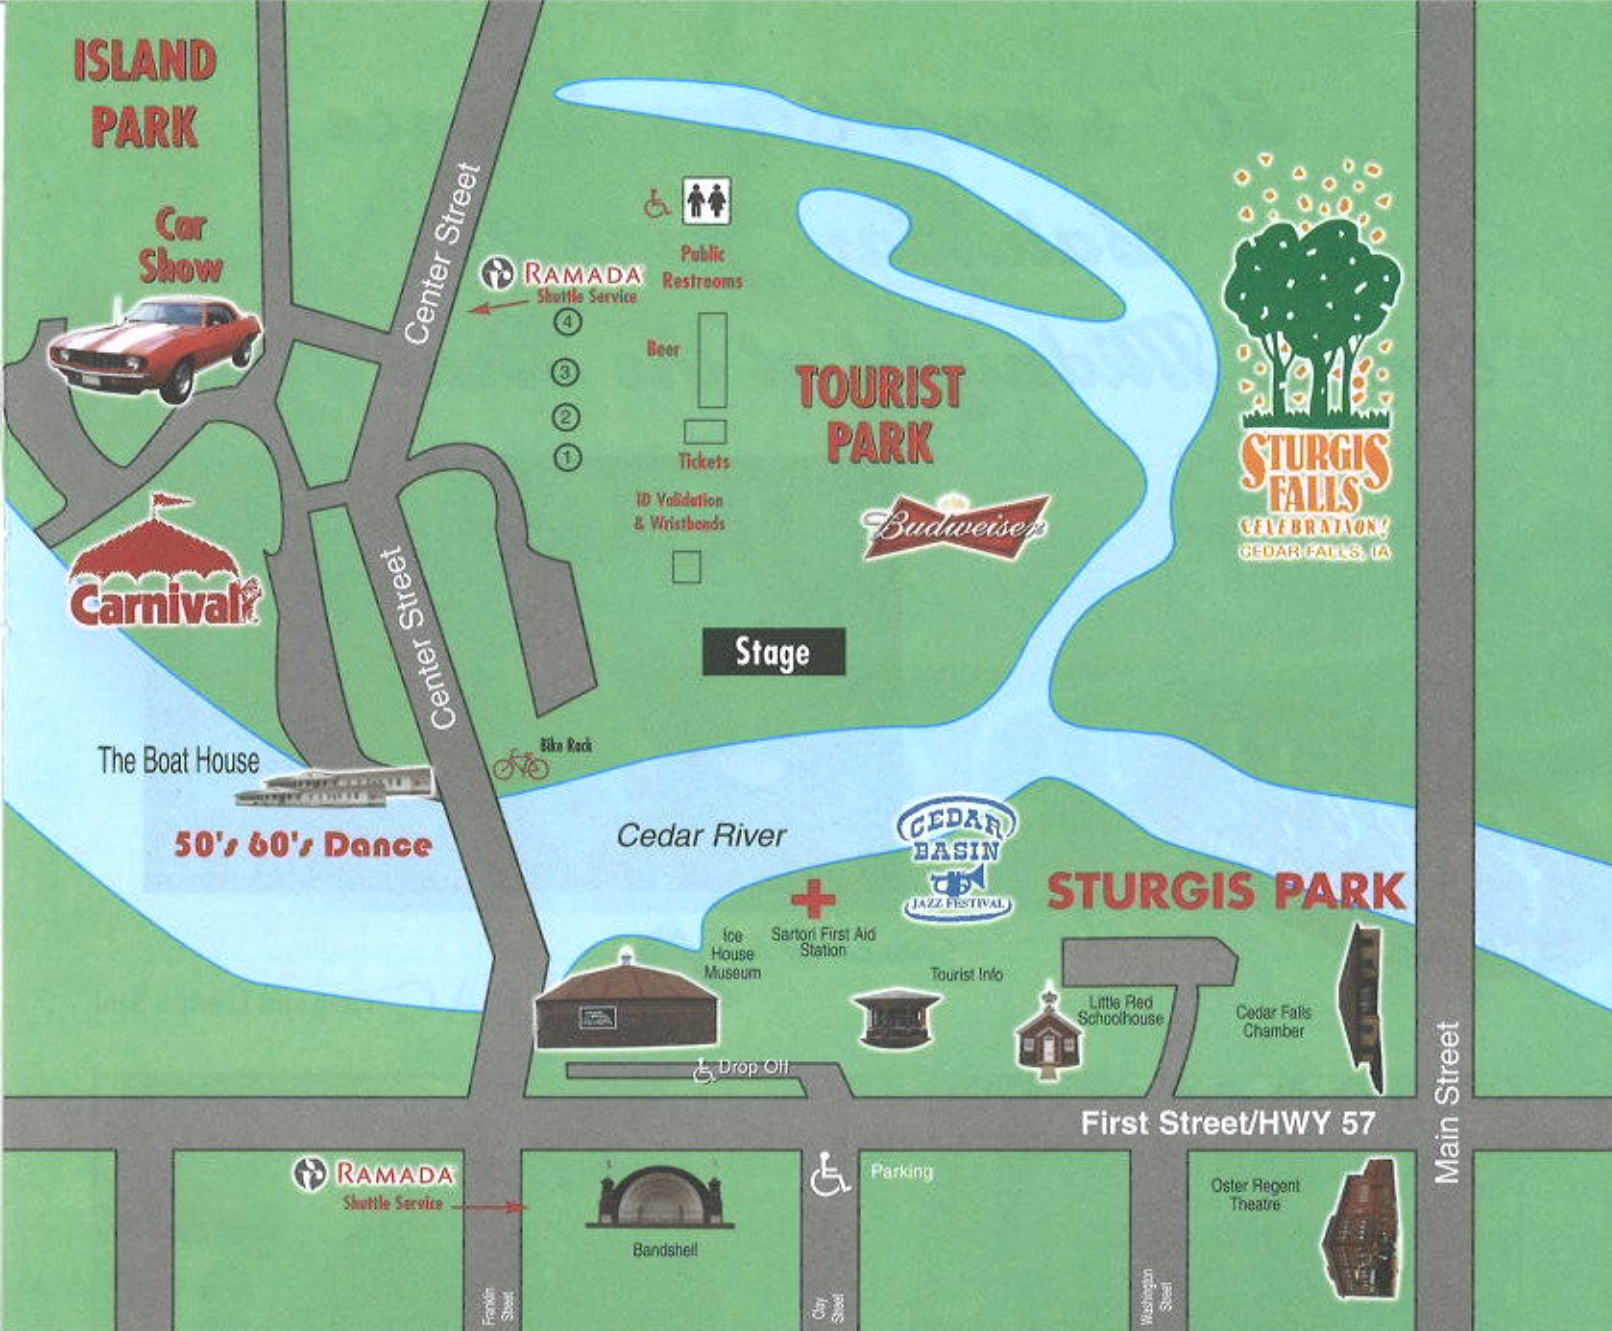 ISLAND
PARK
Car
Show
Center Street
RAMADA
Shuttle Service
4
3
2
1
Public
Restrooms
Beer
Tickets
ID Validation
& Wristbands
TOURIST
PARK
Budweiser
Stage
STURGIS
FALLS
CELEBRATION!
CEDAR FALLS, IA
Carnival
Center Street
The Boat House
50's 60's Dance
Bike Rack
Cedar River
CEDAR
BASIN
JAZZ FESTIVAL
STURGIS PARK
Ice
House
Museum
Sartori First Aid
Station
Tourist Info
Little Red
Schoolhouse
Cedar Falls
Chamber
Drop Off
First Street/HWY 57
Main Street
RAMADA
Shuttle Service
Bandshell
Parking
Oster Regent
Theatre
Franklin
Street
Clay
Street
Washington
Street